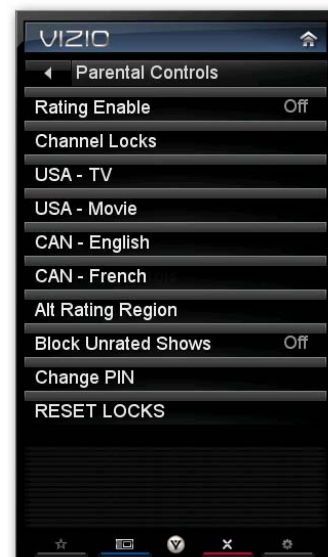 VIZIO
Parental Controls
Rating Enable Off
Channel Locks
USA - TV
USA - Movie
CAN - English
CAN - French
Alt Rating Region
Block Unrated Shows Off
Change PIN
RESET LOCKS
V